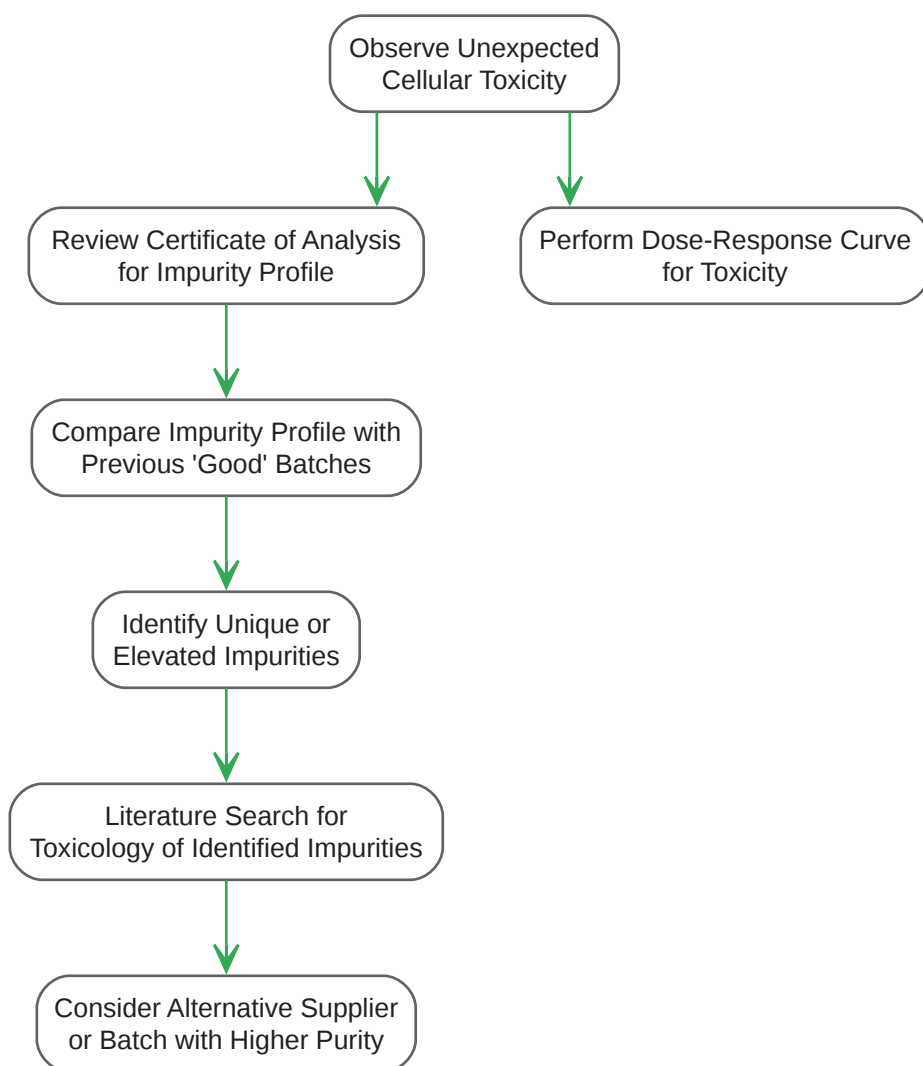 Observe Unexpected
Cellular Toxicity
Review Certificate of Analysis
for Impurity Profile
Perform Dose-Response Curve
for Toxicity
Compare Impurity Profile with
Previous 'Good' Batches
Identify Unique or
Elevated Impurities
Literature Search for
Toxicology of Identified Impurities
Consider Alternative Supplier
or Batch with Higher Purity